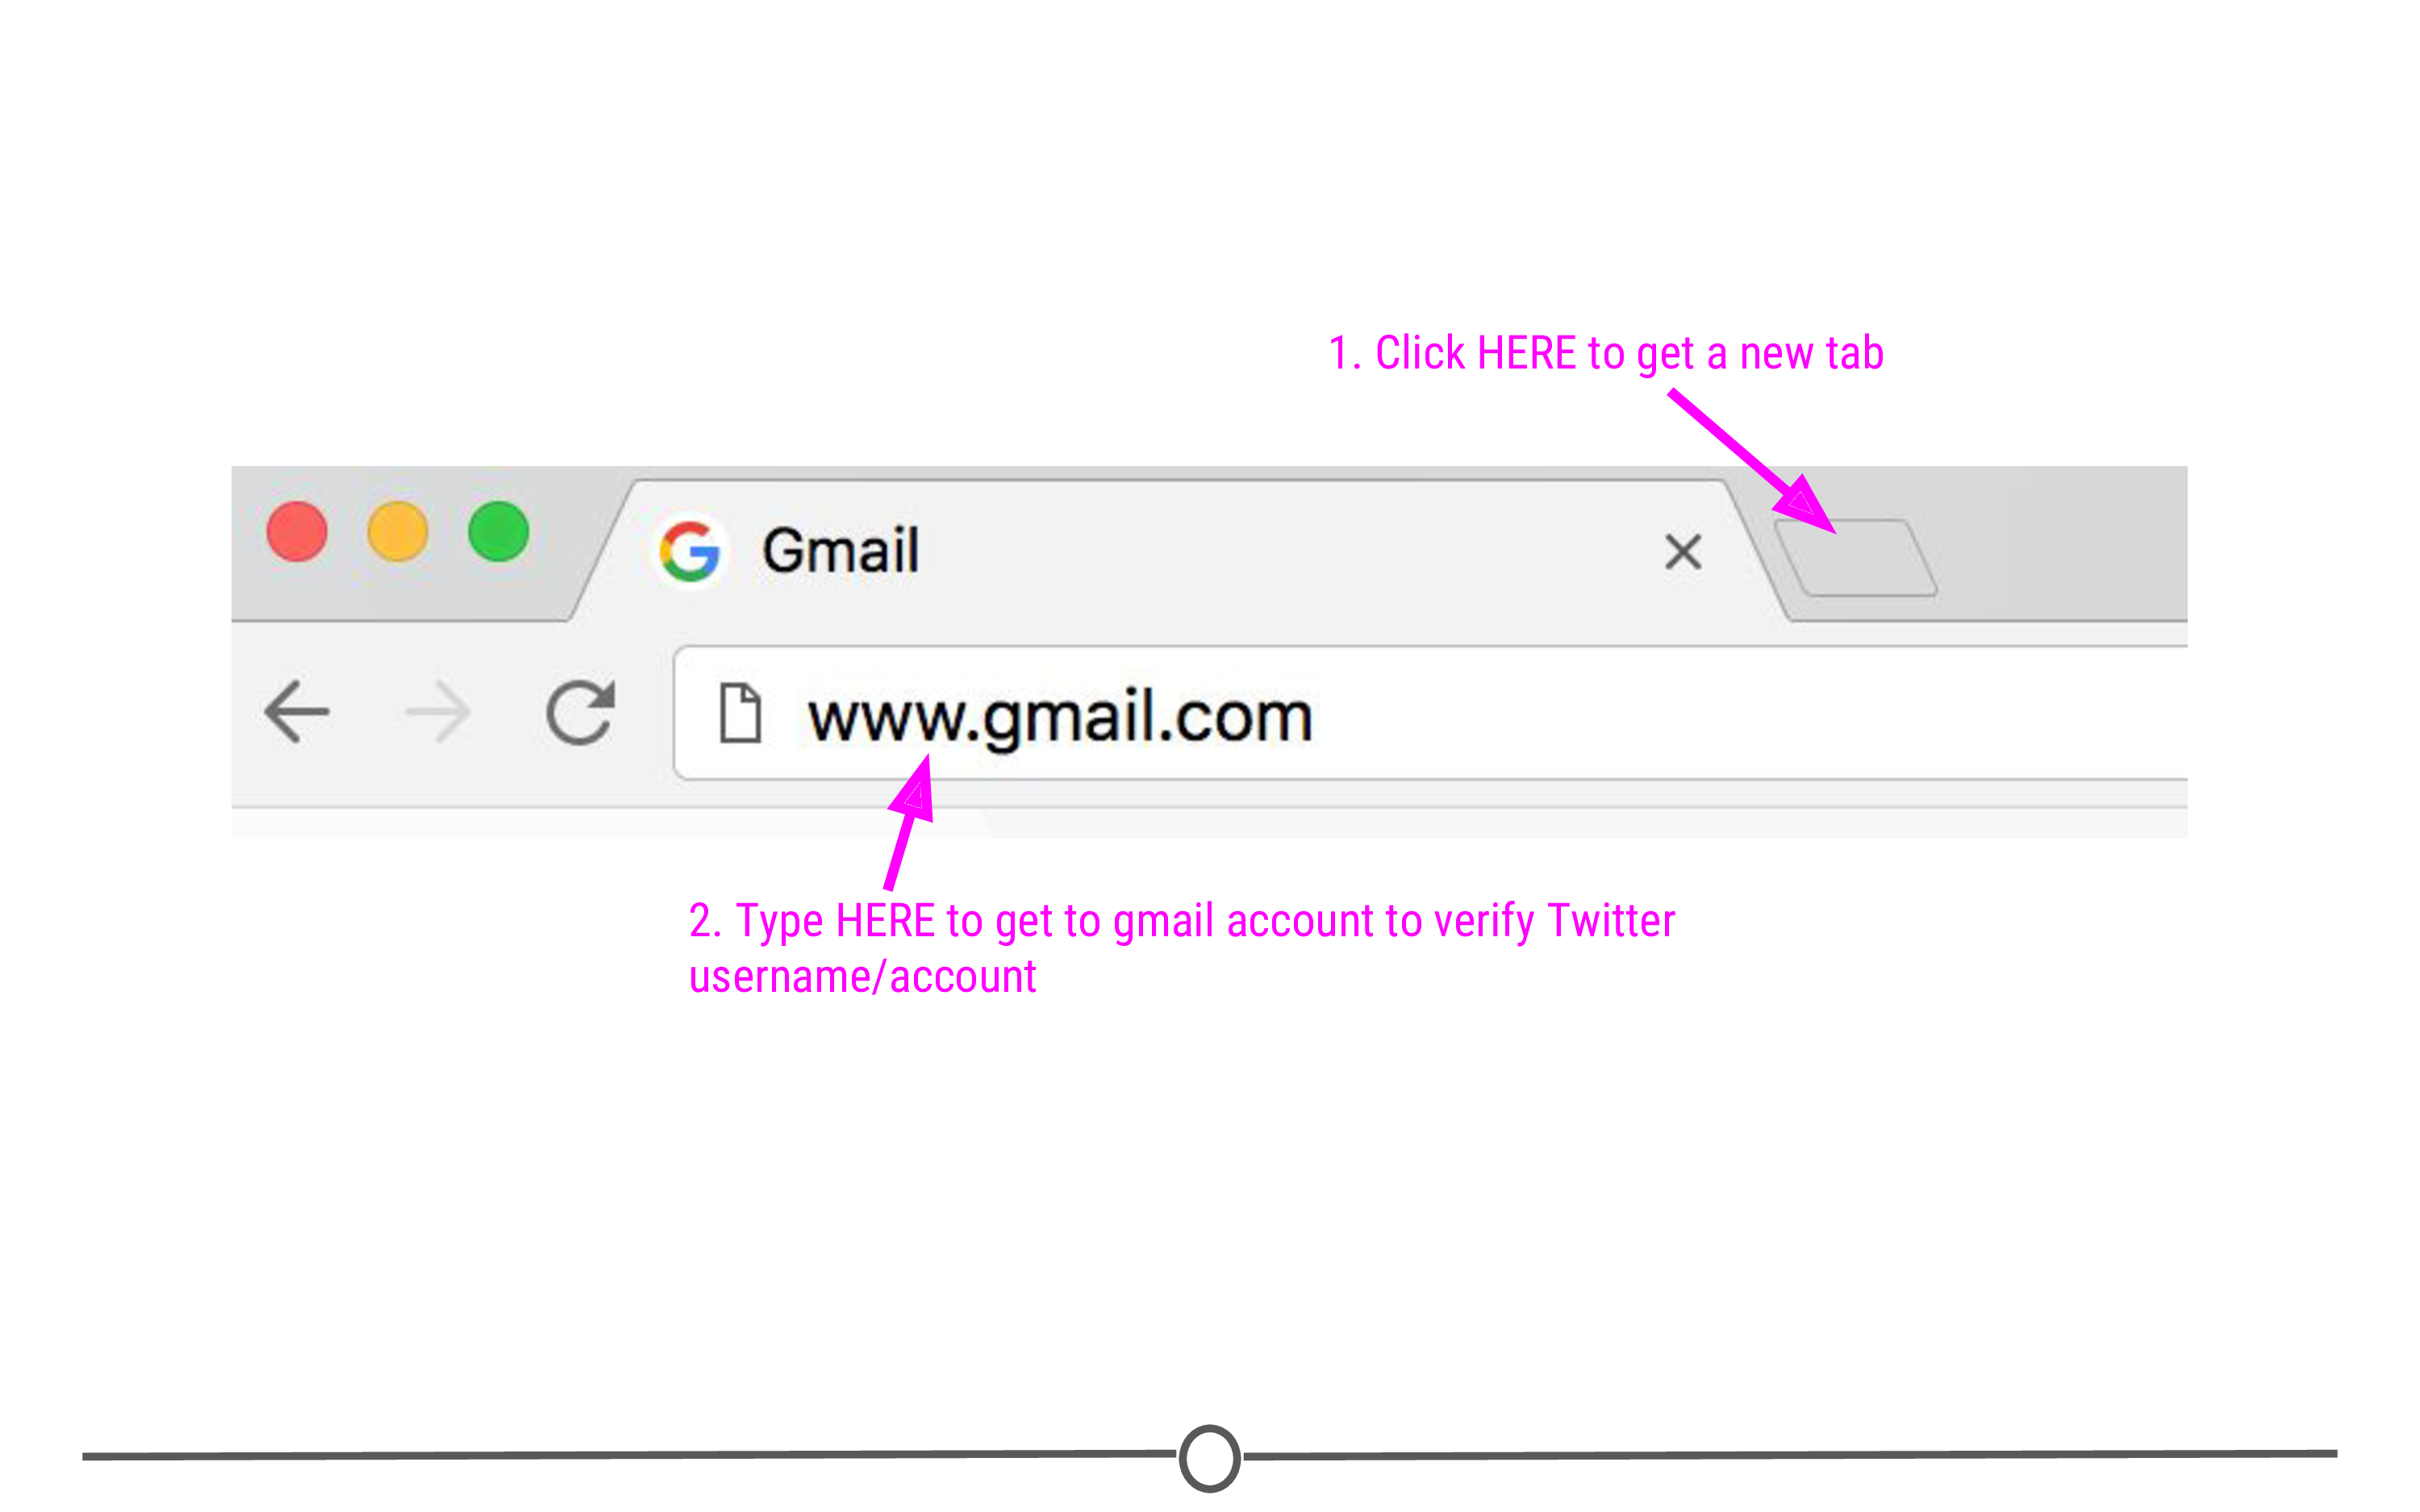 1. Click HERE to get a new tab
Gmail
www.gmail.com
2. Type HERE to get to gmail account to verify Twitter
username/account